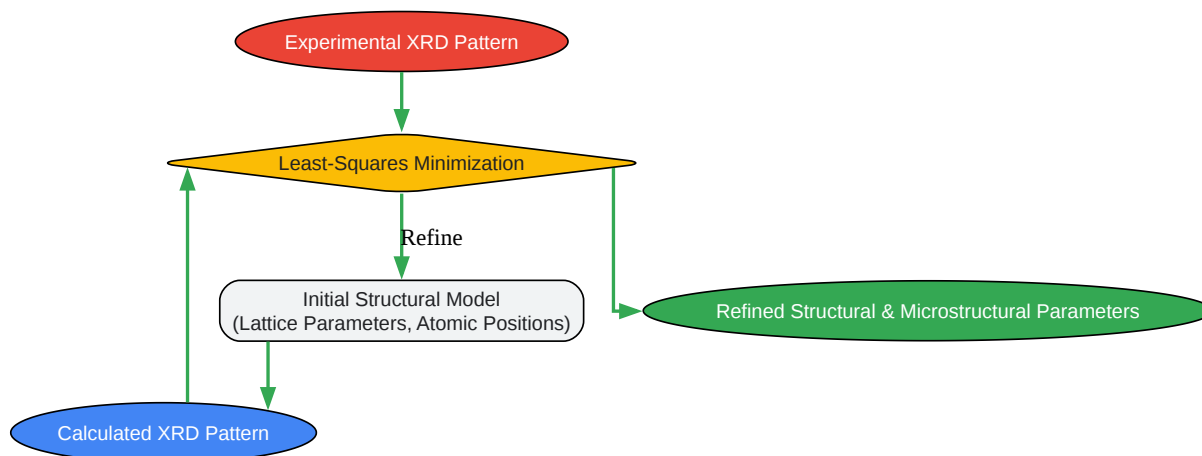 Experimental XRD Pattern
Least-Squares Minimization
Refine
Initial Structural Model
(Lattice Parameters, Atomic Positions)
Refined Structural & Microstructural Parameters
Calculated XRD Pattern